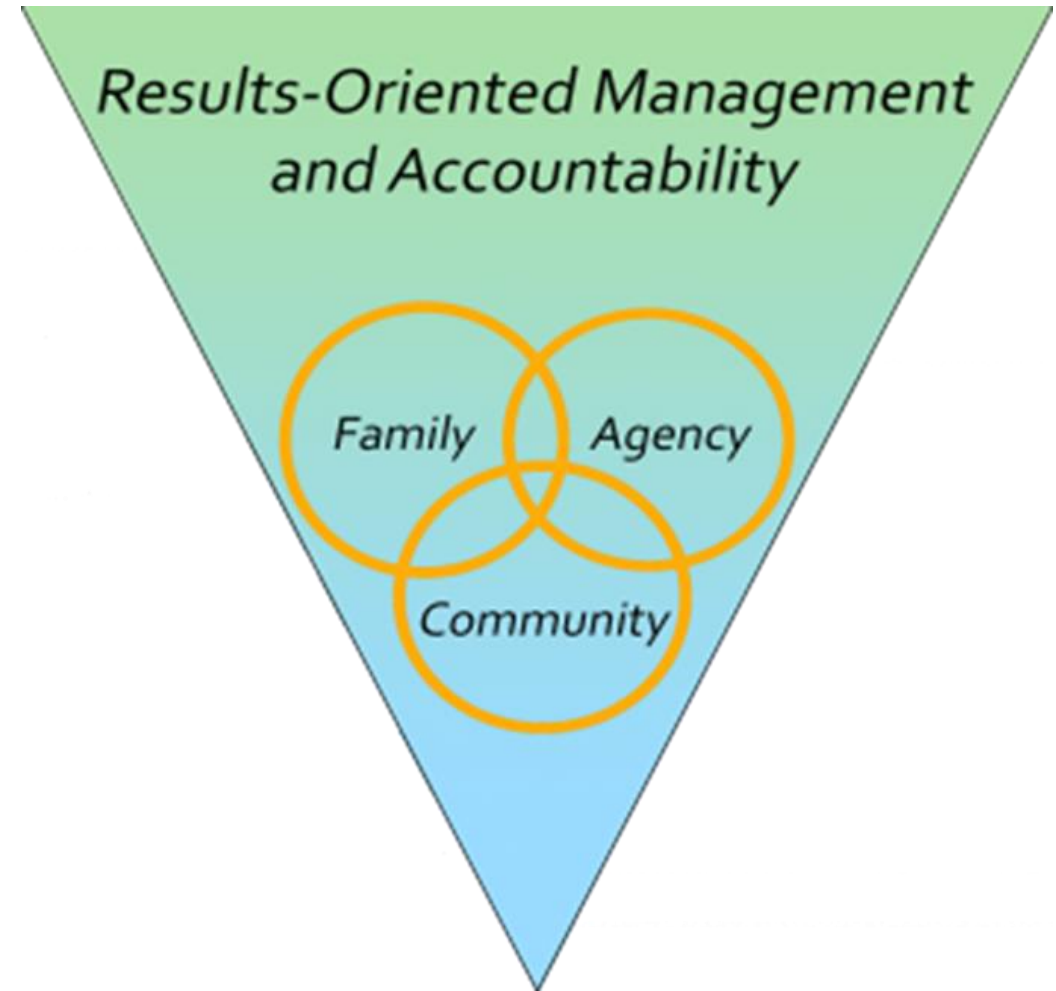 Results-Oriented Management
and Accountability
Family
Agency
Community